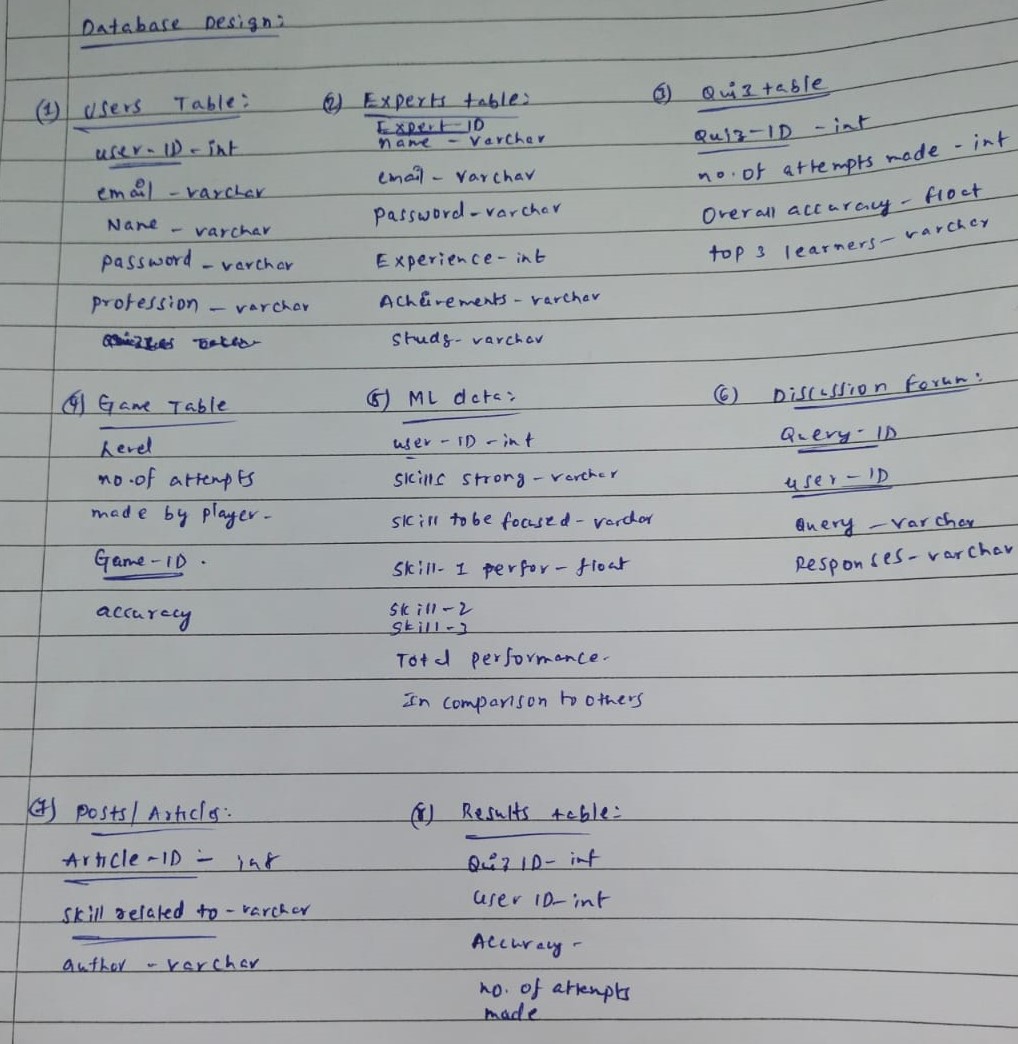 Database Design:
(1) Users Table:
user-ID - int
email - varchar
Name - varchar
password - varchar
profession - varchar
(2) Experts table:
Expert-ID
name - varchar
email - varchar
password - varchar
Experience - int
Acheirements - varchar
Study - varchar
(3) Quiz table
Quiz-ID - int
no. of attempts made - int
Overall accuracy - float
top 3 learners - varcher
(4) Game Table
Level
no. of attempts
made by player.
Game-ID.
accuracy
(5) ML data:
user-ID - int
Skills strong - varcher
Skill to be focused - varchar
Skill-1 perfor - float
Skill-2
Skill-3
Total performance.
In comparison to others
(6) Discussion Forum:
Query-ID
user-ID
Query - varchar
Responses - varchar
(7) Posts/Articles:
Article-ID - int
Skill related to - varchar
author - varchar
(8) Results table:
Quiz ID - int
User ID - int
Accuracy -
no. of attempts
made